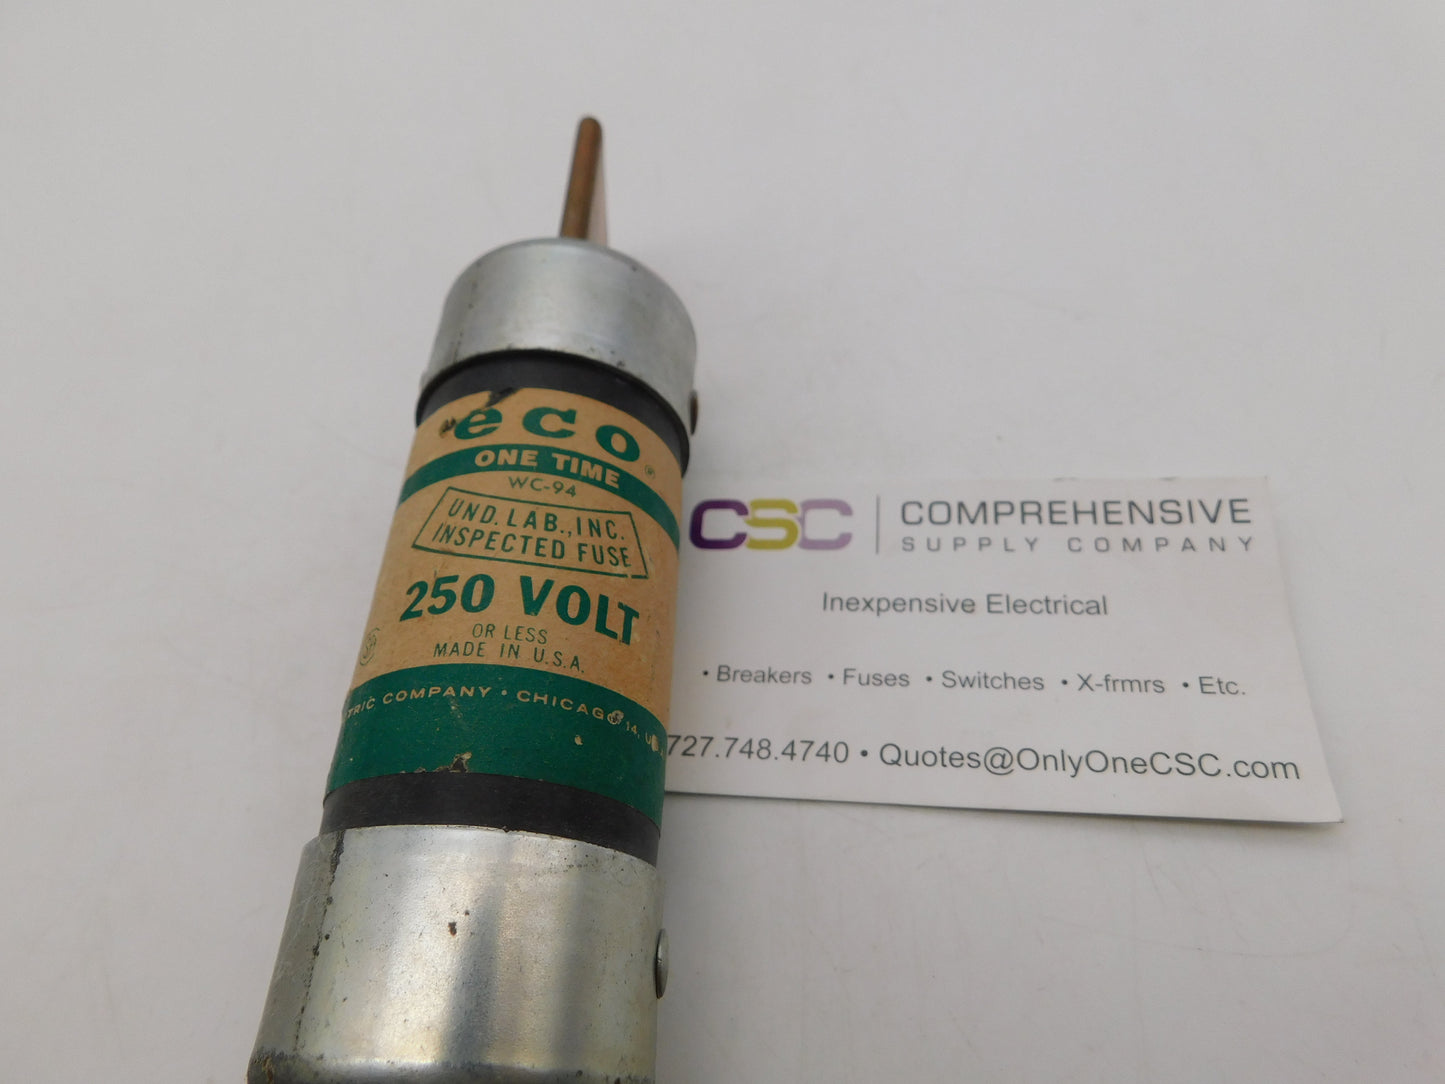 eco
ONE TIME
WC-94
UND. LAB., INC.
INSPECTED FUSE
250 VOLT
OR LESS
MADE IN U.S.A.
TRIC COMPANY • CHICAGO 14, U
CSC | COMPREHENSIVE
SUPPLY COMPANY
Inexpensive Electrical
• Breakers • Fuses • Switches • X-frmrs • Etc.
727.748.4740 • Quotes@OnlyOneCSC.com